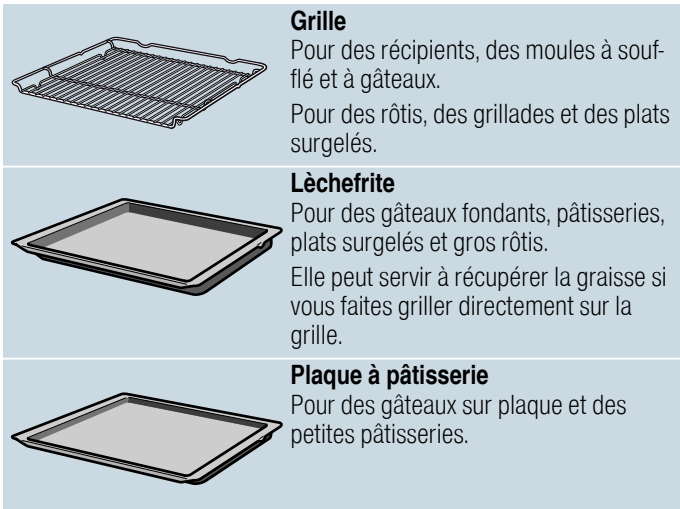 Grille
Pour des récipients, des moules à souf-
flé et à gâteaux.
Pour des rôtis, des grillades et des plats
surgelés.
Lèchefrite
Pour des gâteaux fondants, pâtisseries,
plats surgelés et gros rôtis.
Elle peut servir à récupérer la graisse si
vous faites griller directement sur la
grille.
Plaque à pâtisserie
Pour des gâteaux sur plaque et des
petites pâtisseries.